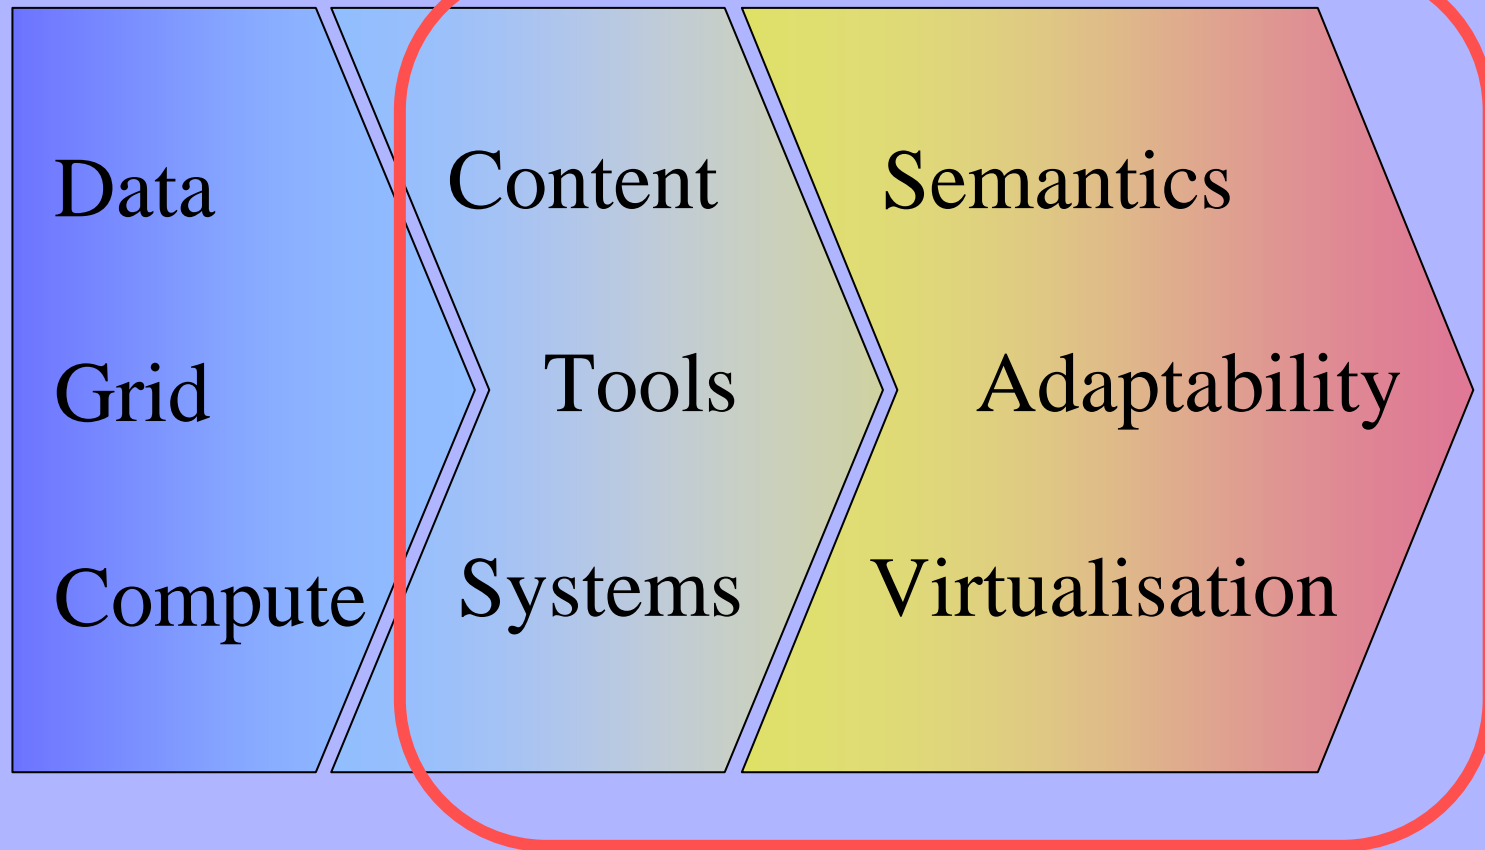 Data
Grid
Compute
Content
Tools
Systems
Semantics
Adaptability
Virtualisation